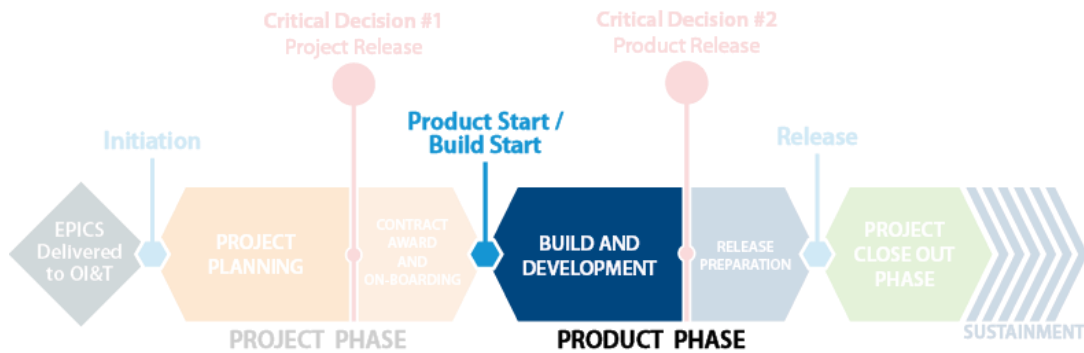 Critical Decision #1
Project Release
Critical Decision #2
Product Release
Initiation
Product Start /
Build Start
Release
EPICS
Delivered
to OI&T
PROJECT
PLANNING
CONTRACT
AWARD
AND
ON-BOARDING
BUILD AND
DEVELOPMENT
RELEASE
PREPARATION
PROJECT
CLOSE OUT
PHASE
SUSTAINMENT
PROJECT PHASE
PRODUCT PHASE